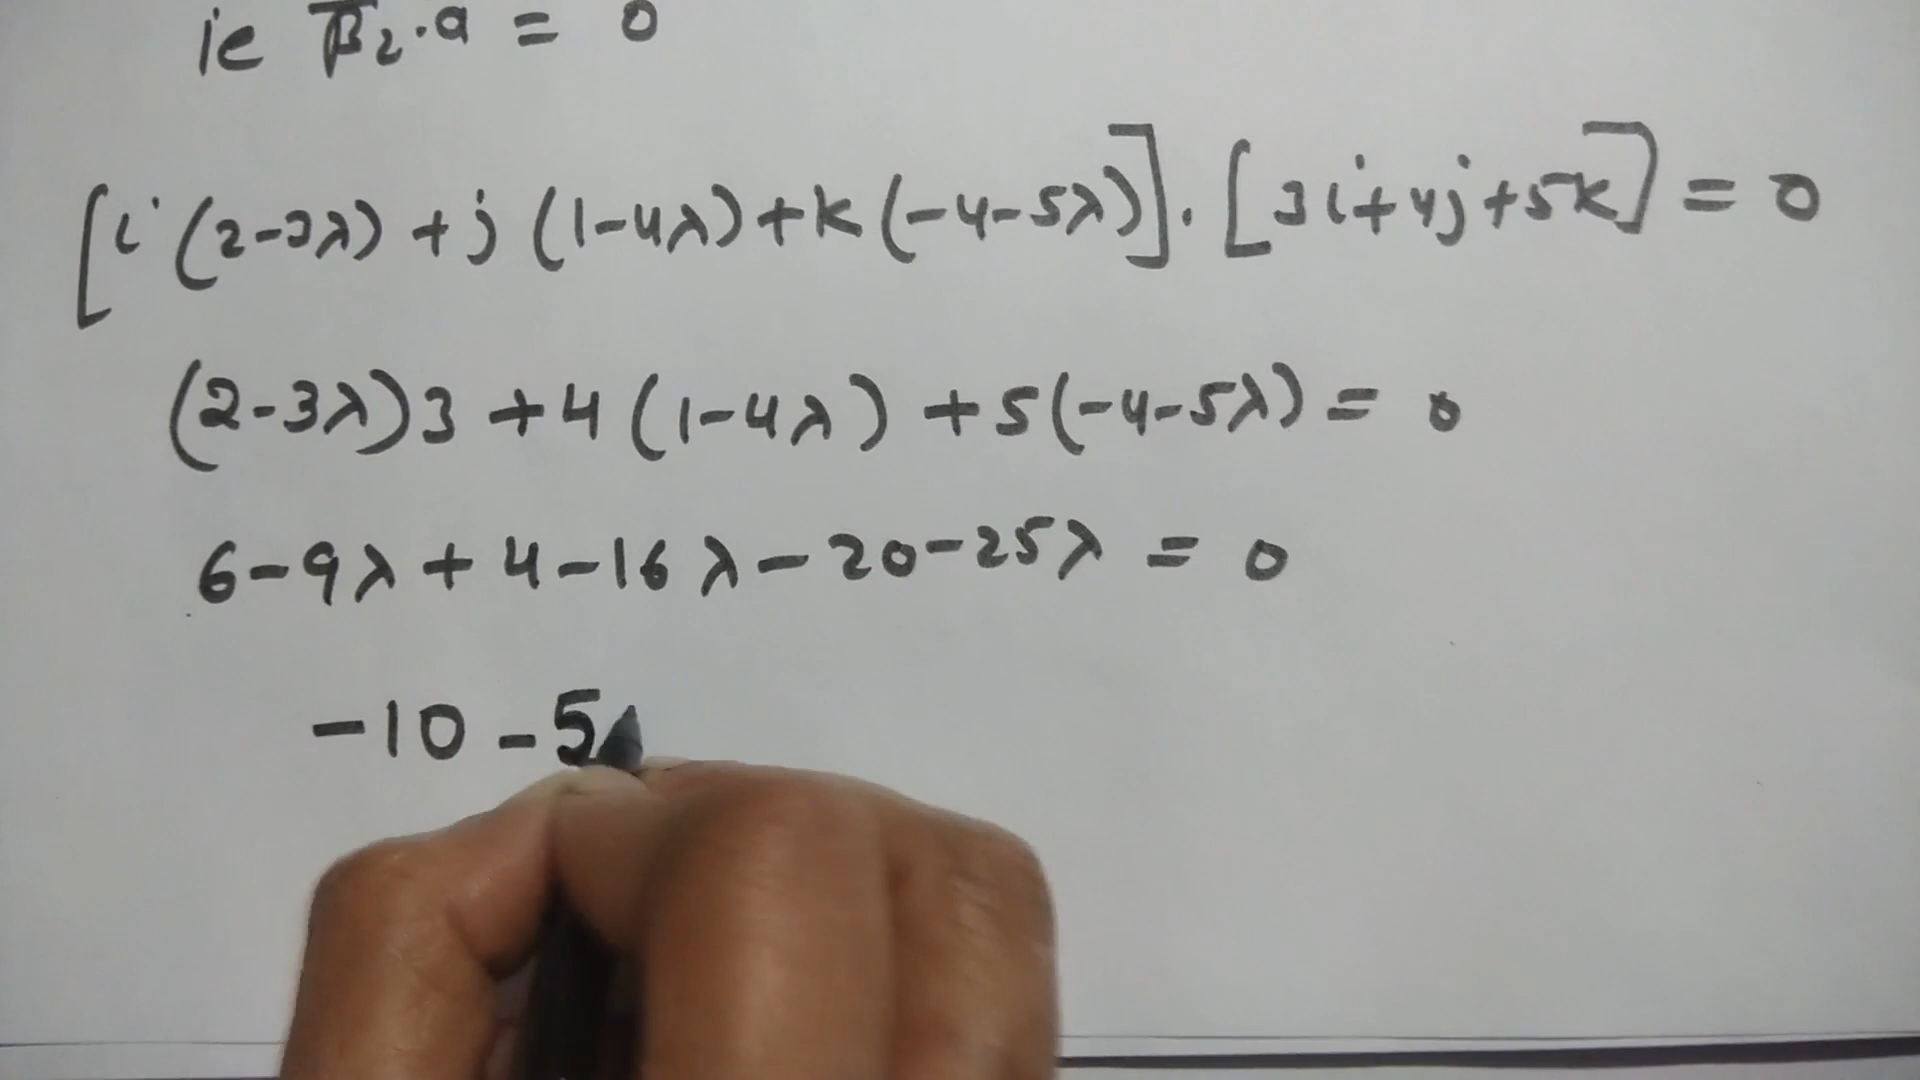 ie β̅₂·a = 0
[i(2-3λ)+j(1-4λ)+k(-4-5λ)]·[3i+4j+5k]=0
(2-3λ)3+4(1-4λ)+5(-4-5λ)=0
6-9λ+4-16λ-20-25λ=0
-10-5